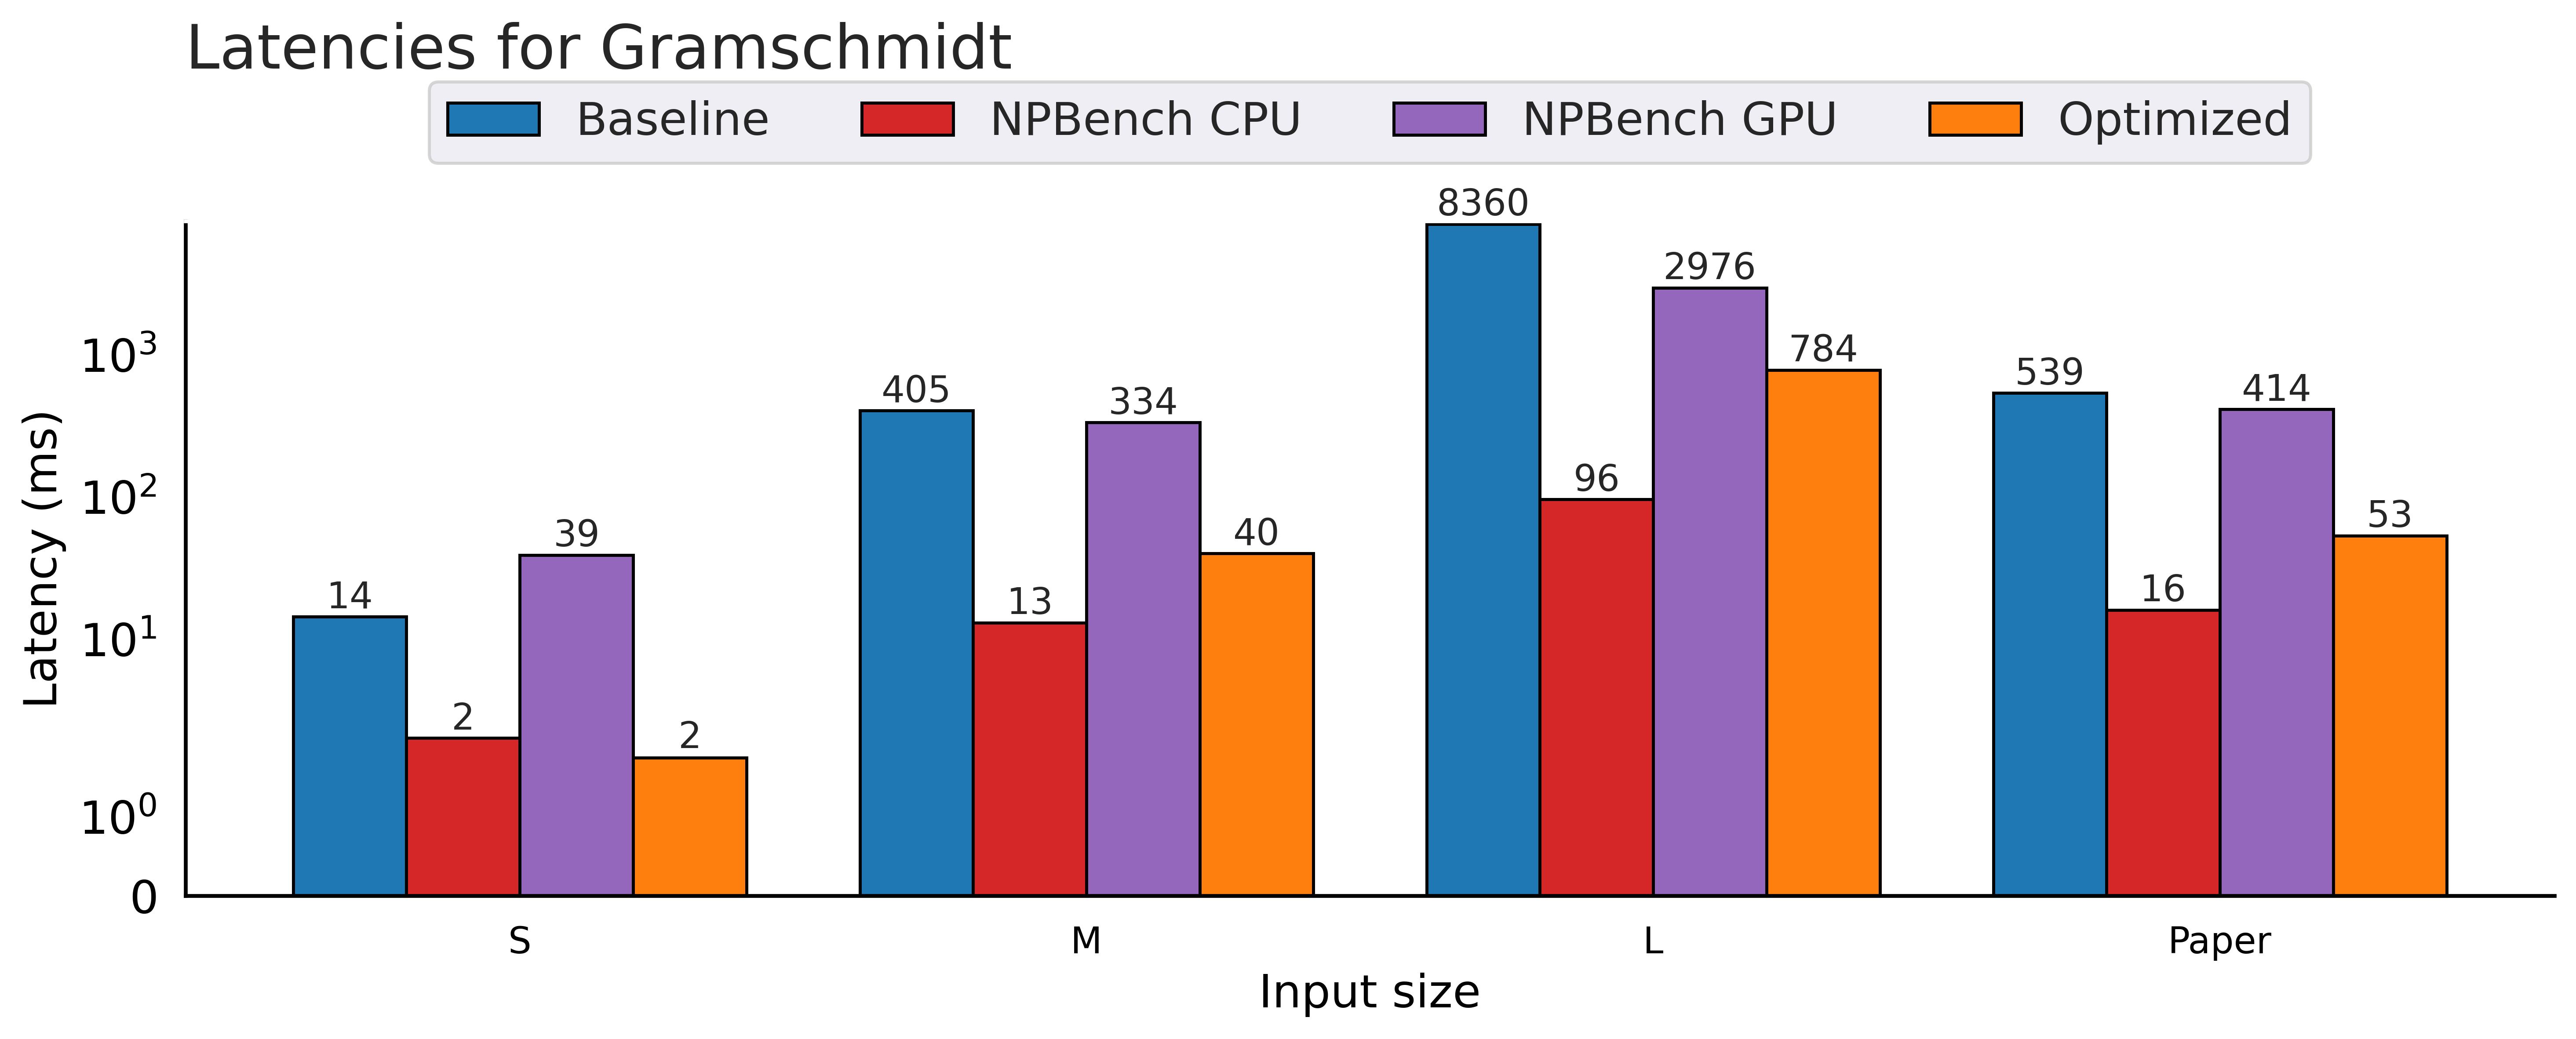 Latencies for Gramschmidt
Baseline NPBench CPU NPBench GPU Optimized
Latency (ms)
10³
10²
10¹
10⁰
0
14 2 39 2
405 13 334 40
8360 96 2976 784
539 16 414 53
S M L Paper
Input size